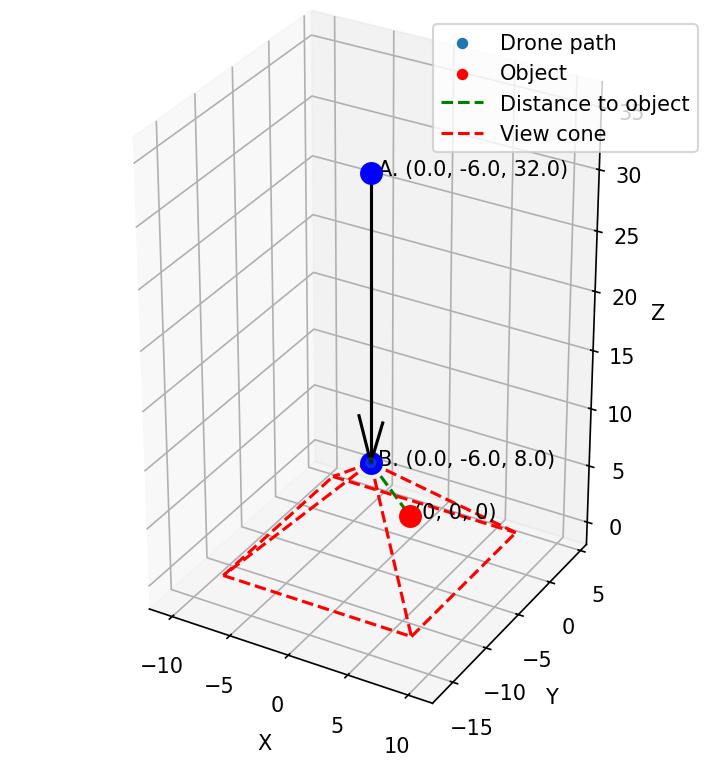 Drone path
Object
Distance to object
View cone
35
A. (0.0, -6.0, 32.0)
30
25
20
Z
15
10
B. (0.0, -6.0, 8.0)
5
(0, 0, 0)
0
5
0
−5
−10
Y
−15
−10
−5
0
5
10
X